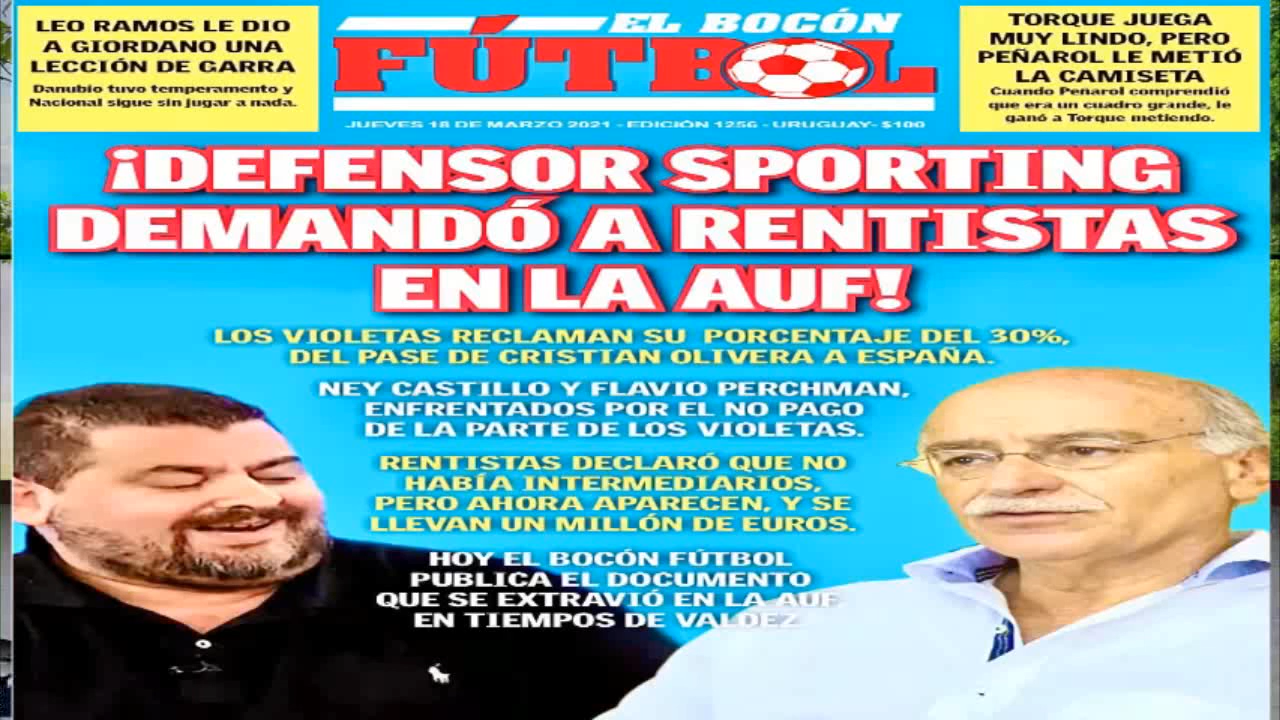 LEO RAMOS LE DIO
A GIORDANO UNA
LECCIÓN DE GARRA
Danubio tuvo temperamento y
Nacional sigue sin jugar a nada.
EL BOCÓN
FÚTBOL
JUEVES 18 DE MARZO 2021 - EDICIÓN 1256 - URUGUAY- $100
TORQUE JUEGA
MUY LINDO, PERO
PEÑAROL LE METIÓ
LA CAMISETA
Cuando Peñarol comprendió
que era un cuadro grande, le
ganó a Torque metiendo.
¡DEFENSOR SPORTING
DEMANDÓ A RENTISTAS
EN LA AUF!
LOS VIOLETAS RECLAMAN SU PORCENTAJE DEL 30%,
DEL PASE DE CRISTIAN OLIVERA A ESPAÑA.
NEY CASTILLO Y FLAVIO PERCHMAN,
ENFRENTADOS POR EL NO PAGO
DE LA PARTE DE LOS VIOLETAS.
RENTISTAS DECLARÓ QUE NO
HABÍA INTERMEDIARIOS,
PERO AHORA APARECEN, Y SE
LLEVAN UN MILLÓN DE EUROS.
HOY EL BOCÓN FÚTBOL
PUBLICA EL DOCUMENTO
QUE SE EXTRAVIÓ EN LA AUF
EN TIEMPOS DE VALDEZ